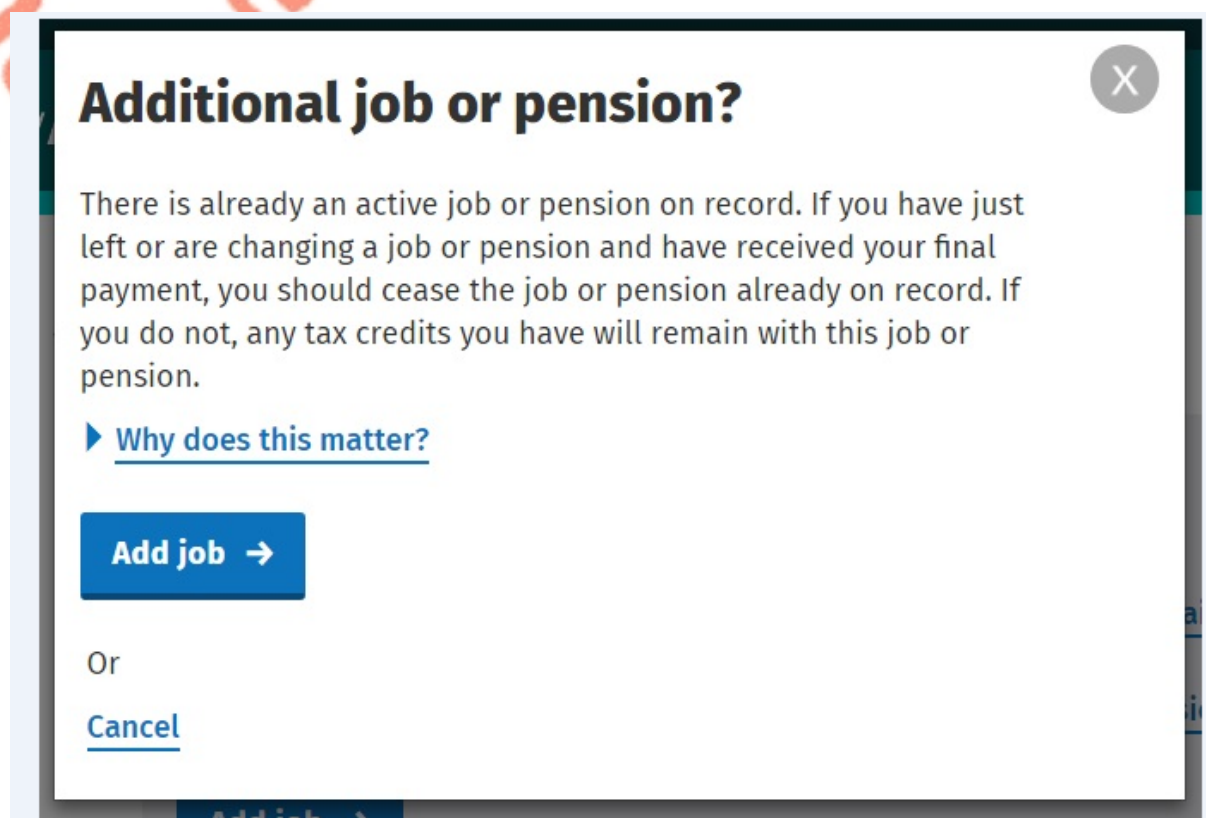 Additional job or pension?
X
There is already an active job or pension on record. If you have just
left or are changing a job or pension and have received your final
payment, you should cease the job or pension already on record. If
you do not, any tax credits you have will remain with this job or
pension.
Why does this matter?
Add job →
Or
Cancel
Add job